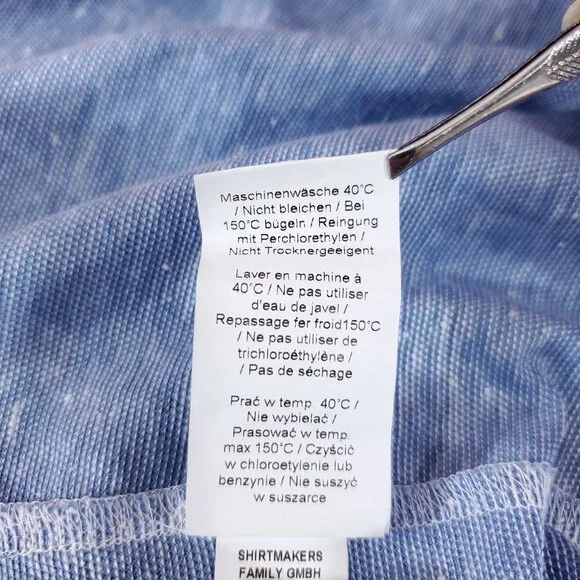 Maschinenwäsche 40°C
/ Nicht bleichen / Bei
150°C bügeln / Reingung
mit Perchlorethylen /
Nicht Trocknergeeigent
Laver en machine à
40°C / Ne pas utiliser
d'eau de javel /
Repassage fer froid150°C
/ Ne pas utiliser de
trichloroéthylène /
/ Pas de séchage
Prać w temp. 40°C /
Nie wybielać /
Prasować w temp.
max 150°C / Czyścić
w chloroetylenie lub
benzynie / Nie suszyć
w suszarce
SHIRTMAKERS
FAMILY GMBH